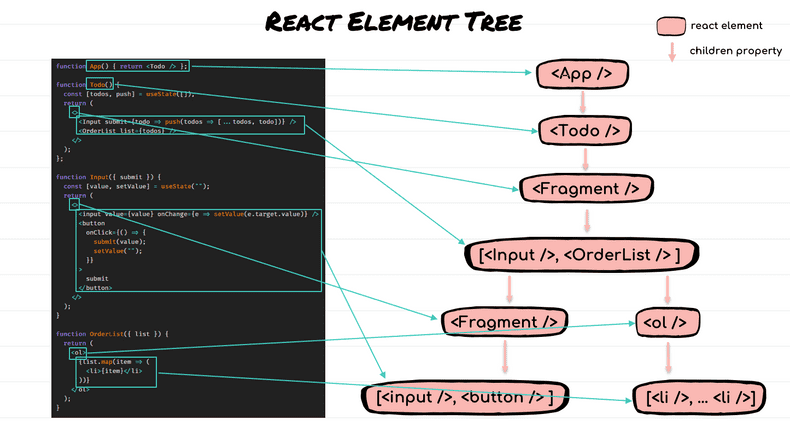 REACT ELEMENT TREE
react element
children property
function App() { return <Todo /> };
function Todo() {
const [todos, push] = useState([]);
return (
<>
<Input submit={todo => push(todos => [...todos, todo])} />
<OrderList list={todos} />
</>
);
};
function Input({ submit }) {
const [value, setValue] = useState("");
return (
<>
<input value={value} onChange={e => setValue(e.target.value)} />
<button
onClick={() => {
submit(value);
setValue("");
}}
>
submit
</button>
</>
);
}
function OrderList({ list }) {
return (
<ol>
{list.map(item => (
<li>{item}</li>
))}
</ol>
);
}
<App />
<Todo />
<Fragment />
[<Input />, <OrderList /> ]
<Fragment />
<ol />
[<input />, <button /> ]
[<li />, ... <li />]